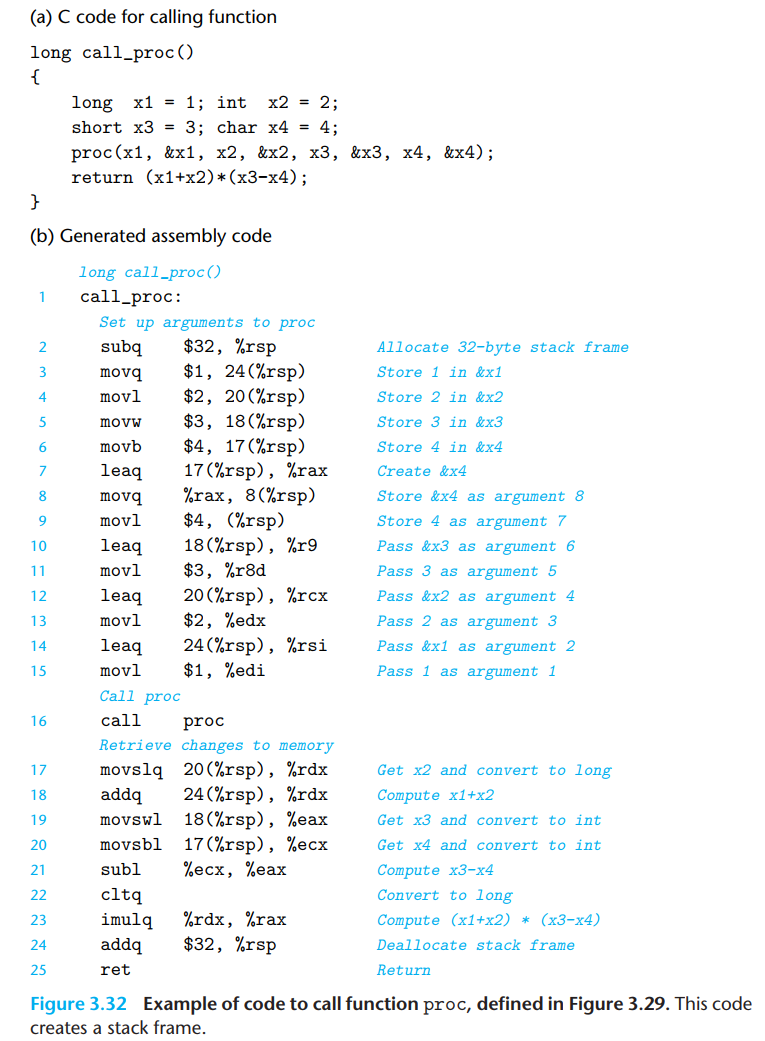 (a) C code for calling function
long call_proc()
{
    long  x1 = 1; int  x2 = 2;
    short x3 = 3; char x4 = 4;
    proc(x1, &x1, x2, &x2, x3, &x3, x4, &x4);
    return (x1+x2)*(x3-x4);
}
(b) Generated assembly code
long call_proc()
1 call_proc:
Set up arguments to proc
2 subq $32, %rsp Allocate 32-byte stack frame
3 movq $1, 24(%rsp) Store 1 in &x1
4 movl $2, 20(%rsp) Store 2 in &x2
5 movw $3, 18(%rsp) Store 3 in &x3
6 movb $4, 17(%rsp) Store 4 in &x4
7 leaq 17(%rsp), %rax Create &x4
8 movq %rax, 8(%rsp) Store &x4 as argument 8
9 movl $4, (%rsp) Store 4 as argument 7
10 leaq 18(%rsp), %r9 Pass &x3 as argument 6
11 movl $3, %r8d Pass 3 as argument 5
12 leaq 20(%rsp), %rcx Pass &x2 as argument 4
13 movl $2, %edx Pass 2 as argument 3
14 leaq 24(%rsp), %rsi Pass &x1 as argument 2
15 movl $1, %edi Pass 1 as argument 1
Call proc
16 call proc
Retrieve changes to memory
17 movslq 20(%rsp), %rdx Get x2 and convert to long
18 addq 24(%rsp), %rdx Compute x1+x2
19 movswl 18(%rsp), %eax Get x3 and convert to int
20 movsbl 17(%rsp), %ecx Get x4 and convert to int
21 subl %ecx, %eax Compute x3-x4
22 cltq Convert to long
23 imulq %rdx, %rax Compute (x1+x2) * (x3-x4)
24 addq $32, %rsp Deallocate stack frame
25 ret Return
Figure 3.32 Example of code to call function proc, defined in Figure 3.29. This code
creates a stack frame.